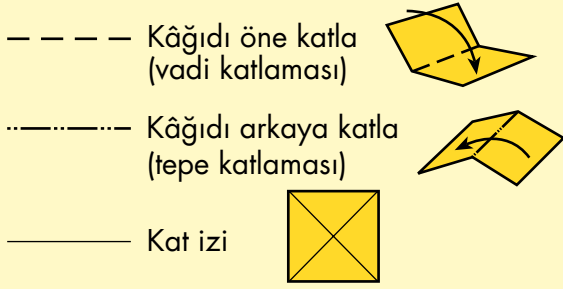 Kâğıdı öne katla
(vadi katlaması)
Kâğıdı arkaya katla
(tepe katlaması)
Kat izi